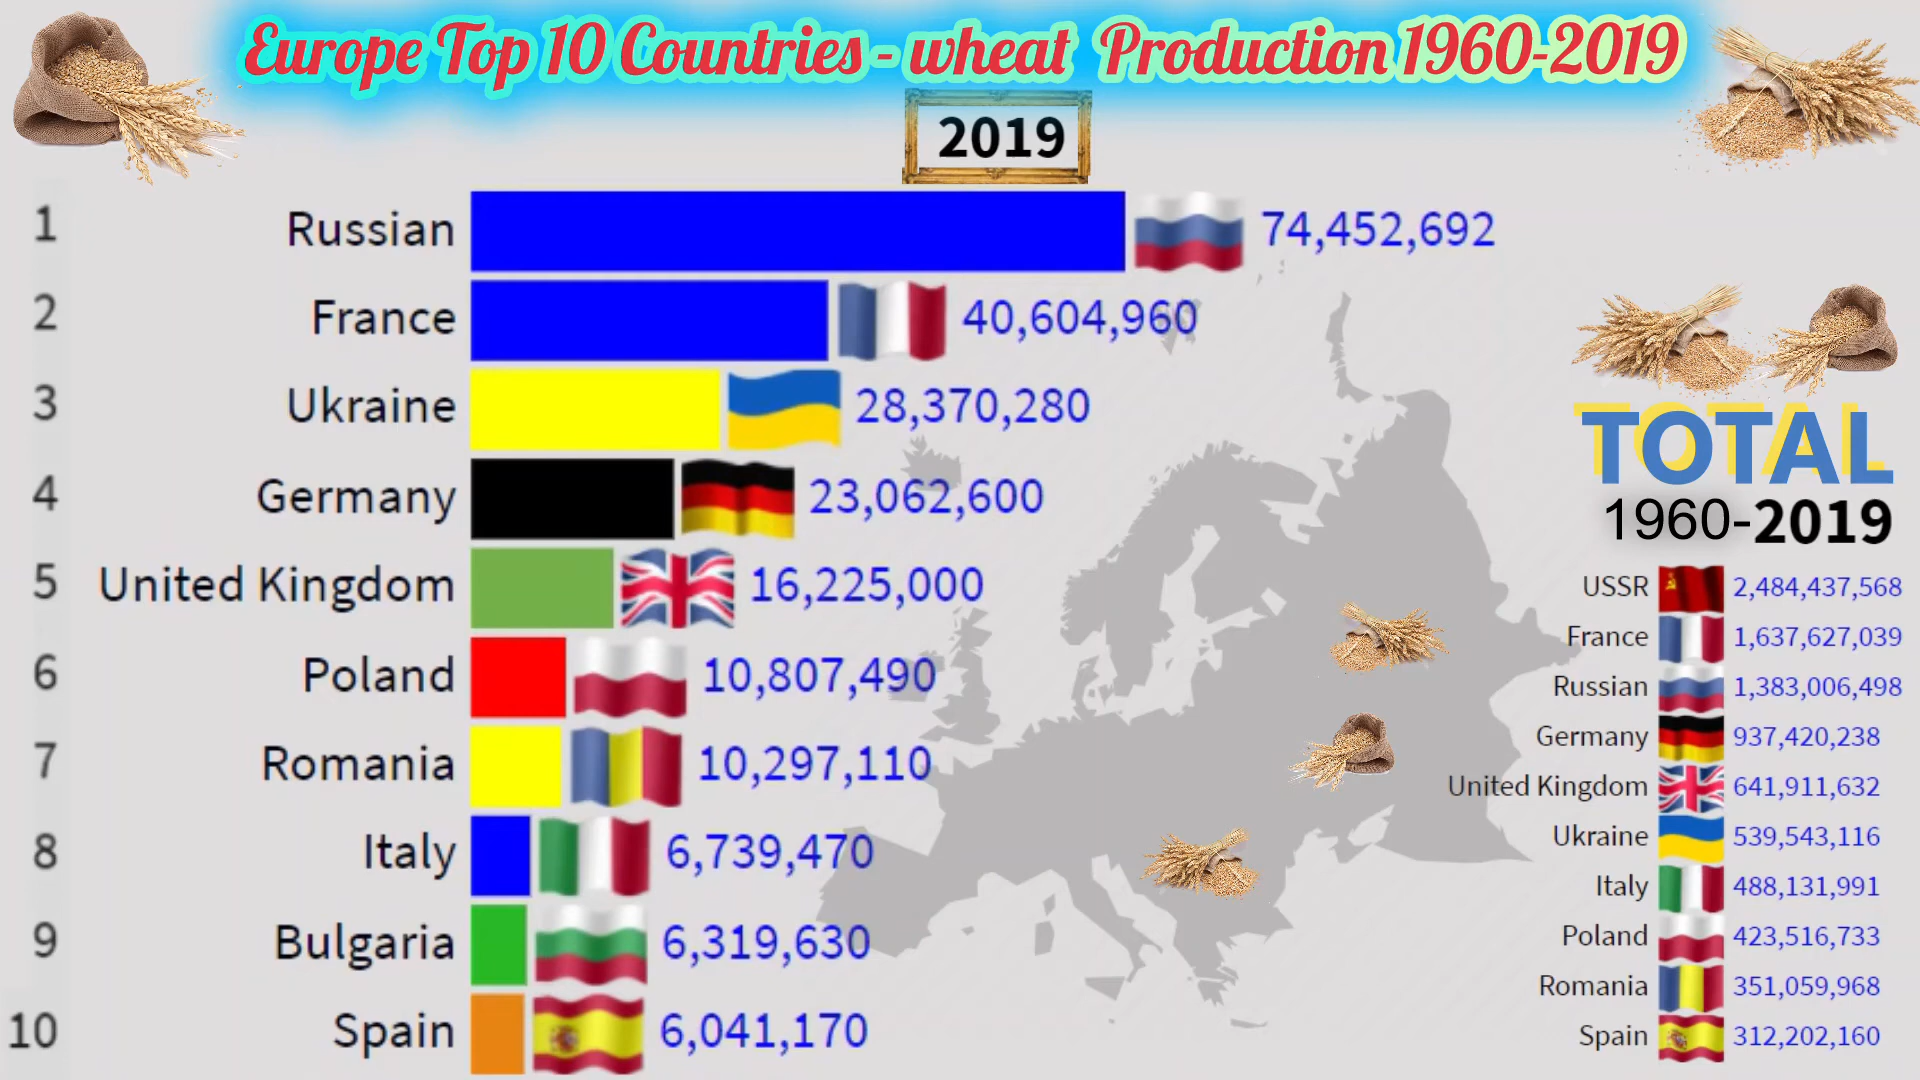 Europe Top 10 Countries - wheat Production 1960-2019
2019
1 Russian 74,452,692
2 France 40,604,960
3 Ukraine 28,370,280
4 Germany 23,062,600
5 United Kingdom 16,225,000
6 Poland 10,807,490
7 Romania 10,297,110
8 Italy 6,739,470
9 Bulgaria 6,319,630
10 Spain 6,041,170
TOTAL
1960-2019
USSR 2,484,437,568
France 1,637,627,039
Russian 1,383,006,498
Germany 937,420,238
United Kingdom 641,911,632
Ukraine 539,543,116
Italy 488,131,991
Poland 423,516,733
Romania 351,059,968
Spain 312,202,160